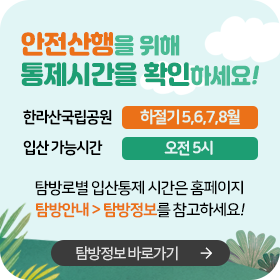 안전산행을 위해
통제시간을 확인하세요!
한라산국립공원 하절기 5,6,7,8월
입산 가능시간 오전 5시
탐방로별 입산통제 시간은 홈페이지
탐방안내 > 탐방정보를 참고하세요!
탐방정보 바로가기 →